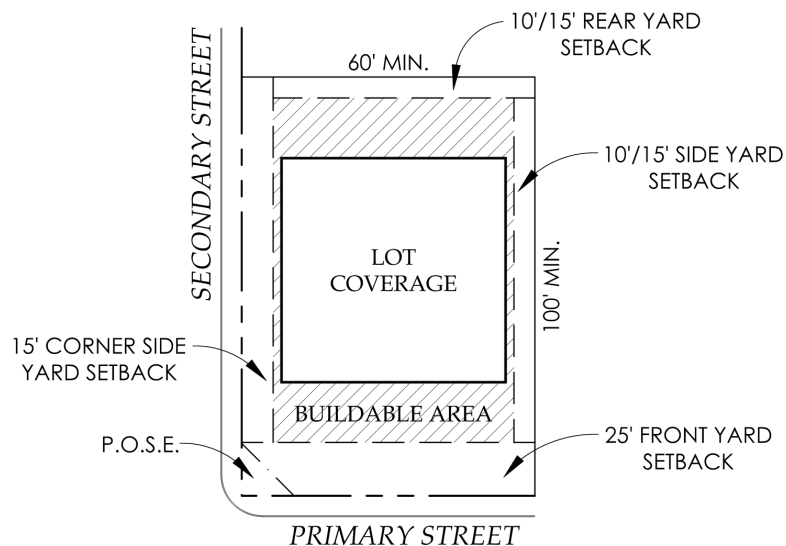 10'/15' REAR YARD
SETBACK
60' MIN.
SECONDARY STREET
10'/15' SIDE YARD
SETBACK
LOT
COVERAGE
100' MIN.
15' CORNER SIDE
YARD SETBACK
BUILDABLE AREA
P.O.S.E.
25' FRONT YARD
SETBACK
PRIMARY STREET